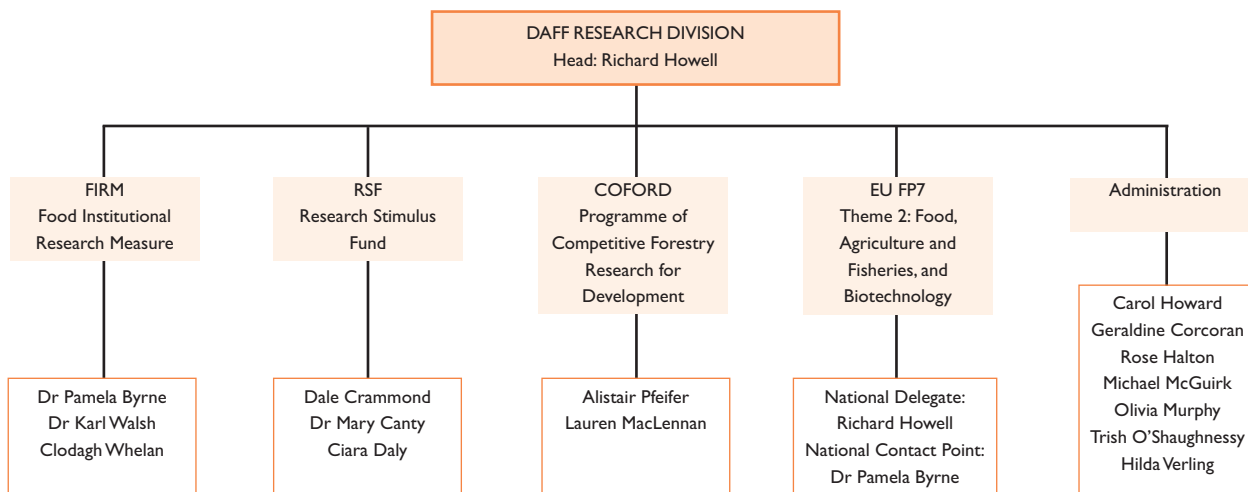 DAFF RESEARCH DIVISION
Head: Richard Howell
FIRM
Food Institutional
Research Measure
RSF
Research Stimulus
Fund
COFORD
Programme of
Competitive Forestry
Research for
Development
EU FP7
Theme 2: Food,
Agriculture and
Fisheries, and
Biotechnology
Administration
Dr Pamela Byrne
Dr Karl Walsh
Clodagh Whelan
Dale Crammond
Dr Mary Canty
Ciara Daly
Alistair Pfeifer
Lauren MacLennan
National Delegate:
Richard Howell
National Contact Point:
Dr Pamela Byrne
Carol Howard
Geraldine Corcoran
Rose Halton
Michael McGuirk
Olivia Murphy
Trish O’Shaughnessy
Hilda Verling